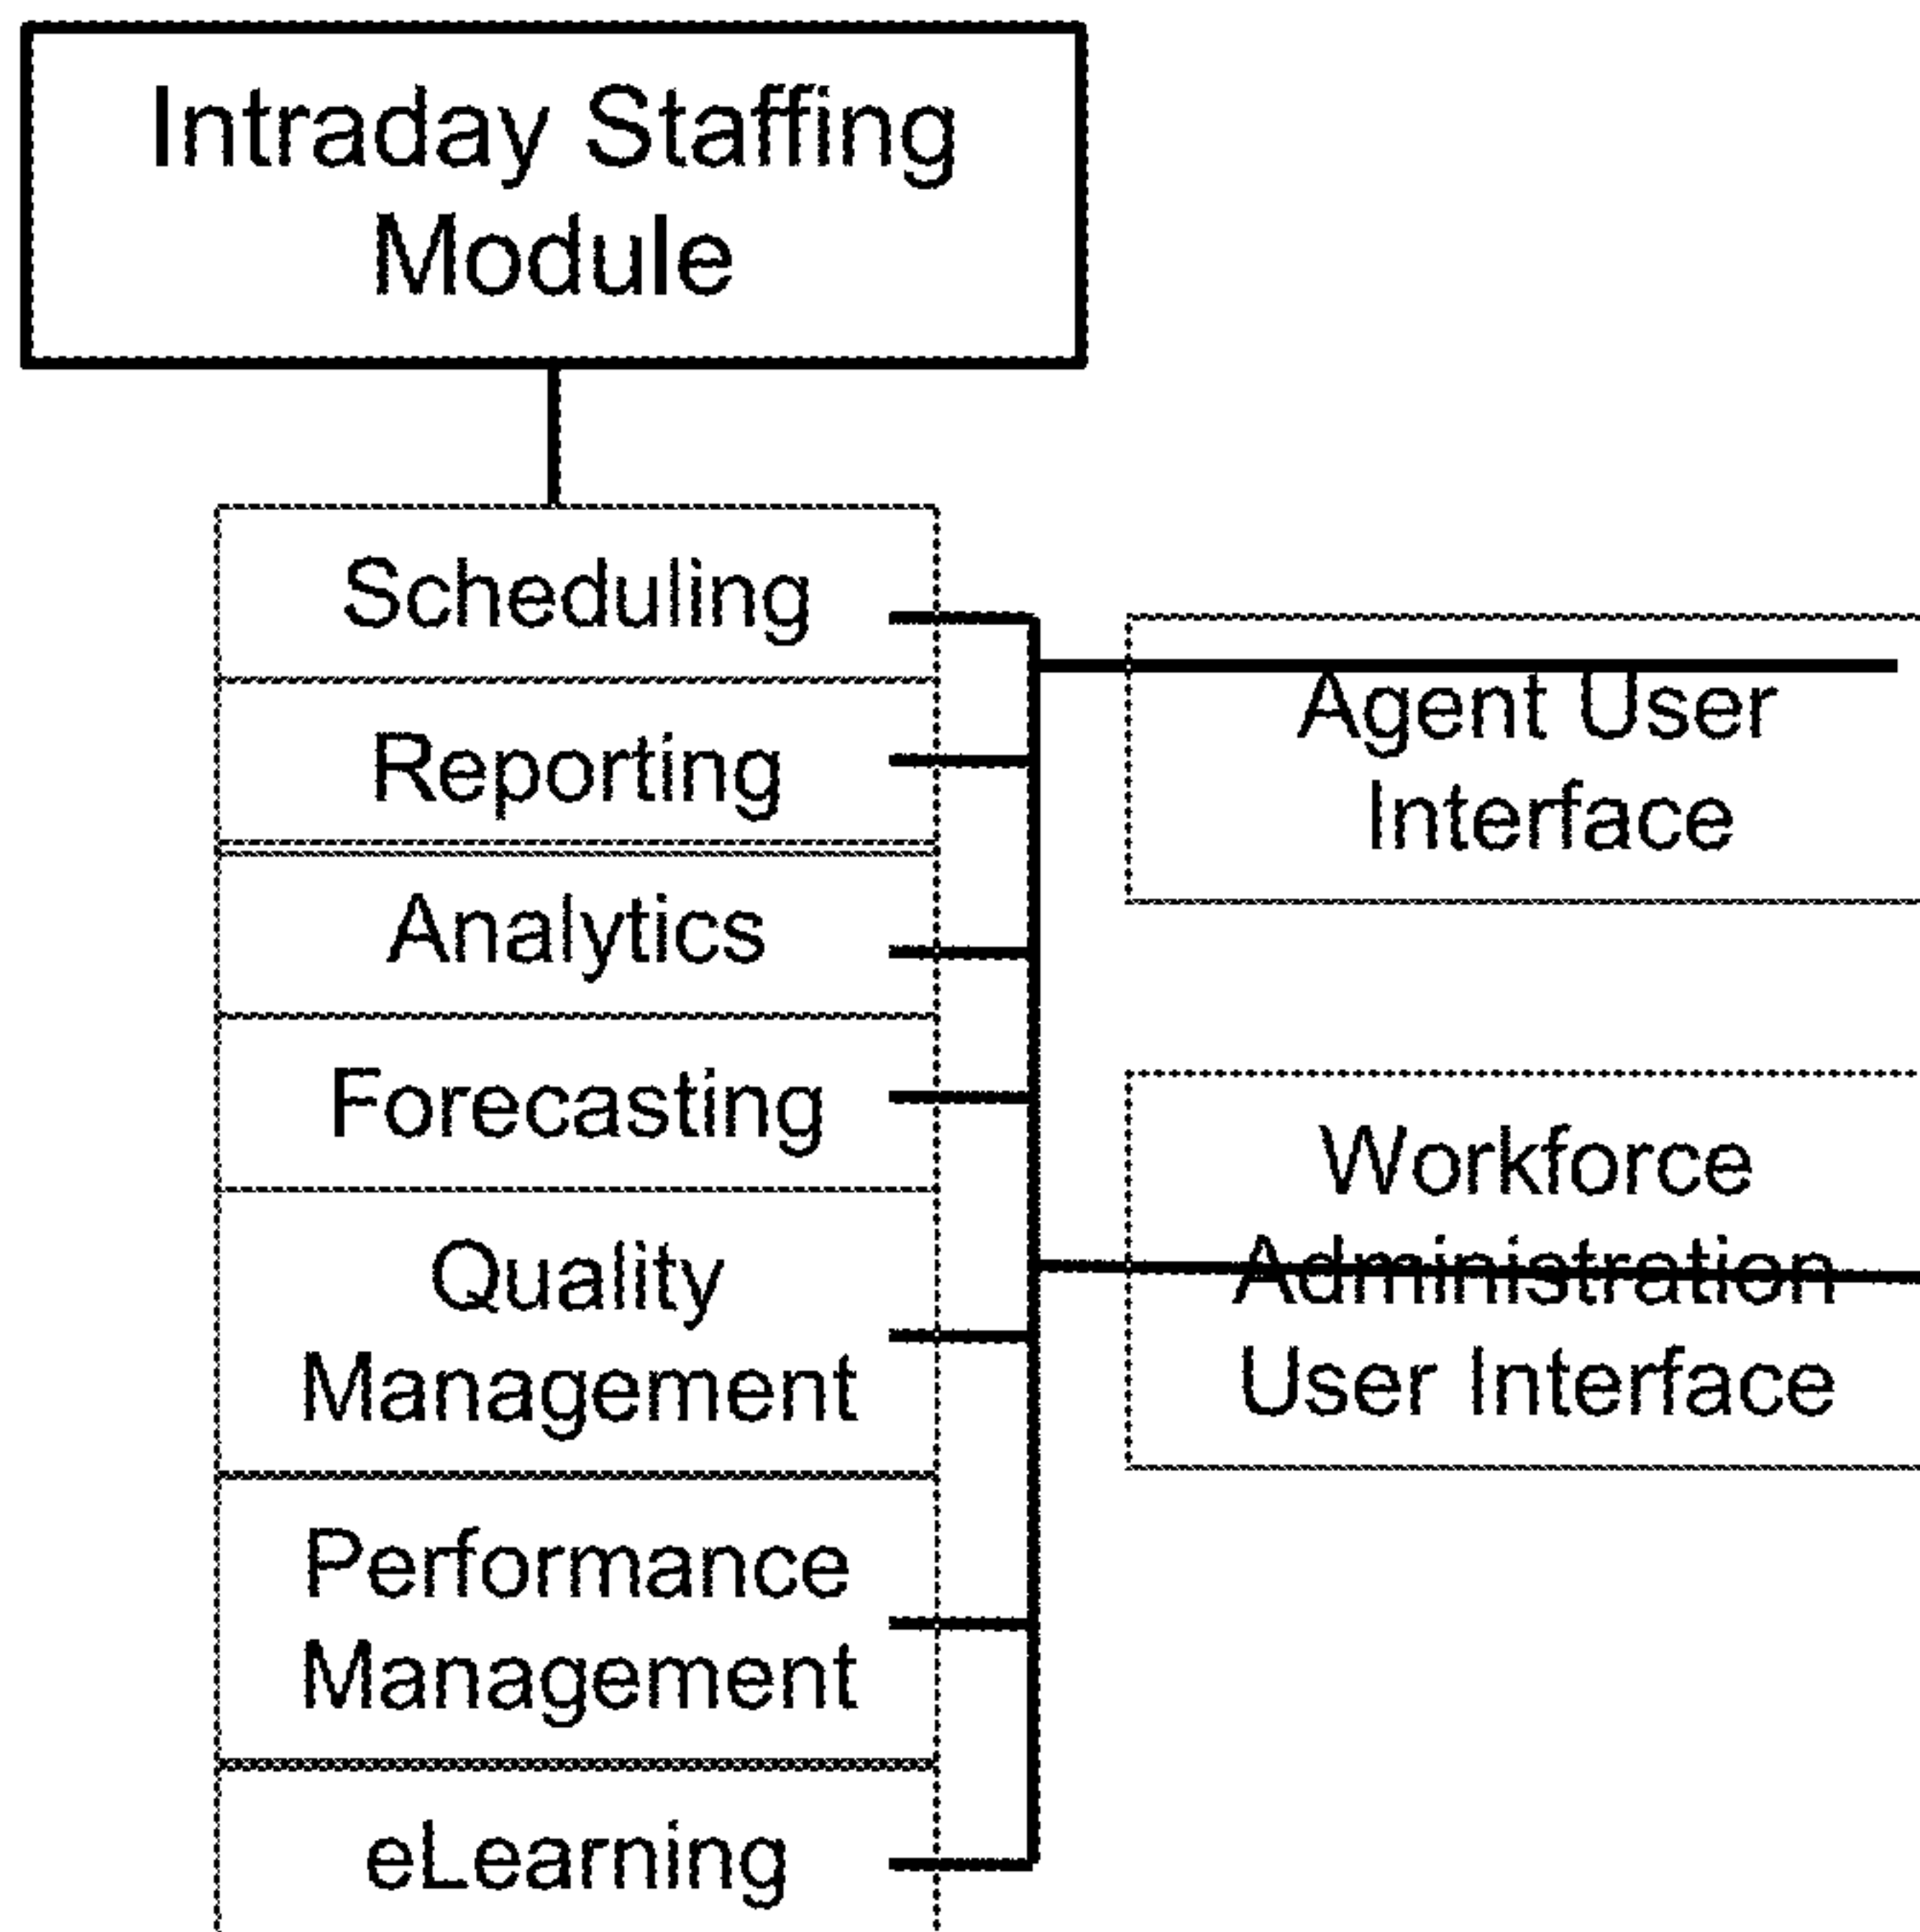 Intraday Staffing
Module
Scheduling
Reporting
Analytics
Forecasting
Quality
Management
Performance
Management
eLearning
Agent User
Interface
Workforce
Administration
User Interface